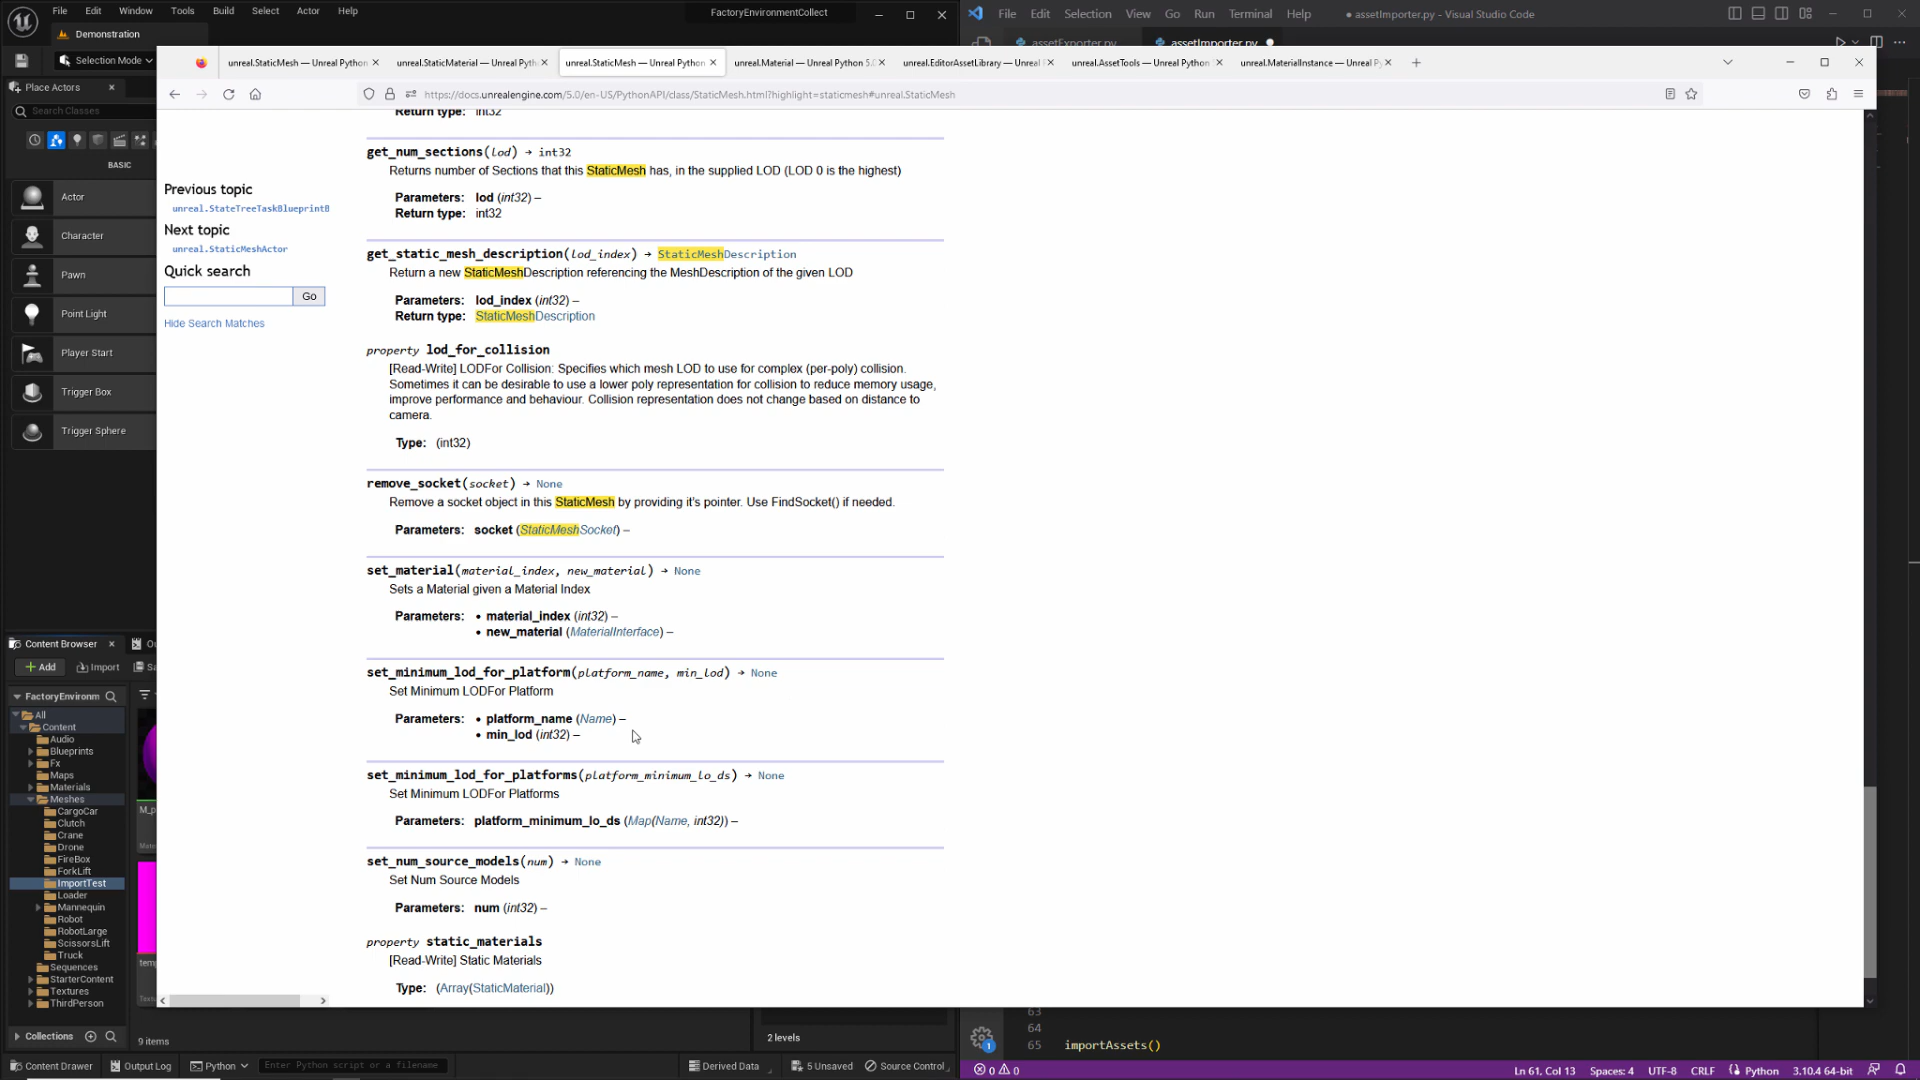 File Edit Window Tools Build Select Actor Help
FactoryEnvironmentCollect
File Edit Selection View Go Run Terminal Help
assetImporter.py - Visual Studio Code
Demonstration
assetExporter.py
assetImporter.py
Selection Mode
unreal.StaticMesh — Unreal Python
unreal.StaticMaterial — Unreal Pyth
unreal.StaticMesh — Unreal Python
unreal.Material — Unreal Python 5.
unreal.EditorAssetLibrary — Unreal
unreal.AssetTools — Unreal Python
unreal.MaterialInstance — Unreal Py
Place Actors
https://docs.unrealengine.com/5.0/en-US/PythonAPI/class/StaticMesh.html?highlight=staticmesh#unreal.StaticMesh
Search Classes
BASIC
Actor
Character
Pawn
Point Light
Player Start
Trigger Box
Trigger Sphere
Previous topic
unreal.StateTreeTaskBlueprintB
Next topic
unreal.StaticMeshActor
Quick search
Go
Hide Search Matches
Return type: int32
get_num_sections(lod) → int32
Returns number of Sections that this StaticMesh has, in the supplied LOD (LOD 0 is the highest)
Parameters: lod (int32) –
Return type: int32
get_static_mesh_description(lod_index) → StaticMeshDescription
Return a new StaticMeshDescription referencing the MeshDescription of the given LOD
Parameters: lod_index (int32) –
Return type: StaticMeshDescription
property lod_for_collision
[Read-Write] LODFor Collision: Specifies which mesh LOD to use for complex (per-poly) collision.
Sometimes it can be desirable to use a lower poly representation for collision to reduce memory usage,
improve performance and behaviour. Collision representation does not change based on distance to
camera.
Type: (int32)
remove_socket(socket) → None
Remove a socket object in this StaticMesh by providing it's pointer. Use FindSocket() if needed.
Parameters: socket (StaticMeshSocket) –
set_material(material_index, new_material) → None
Sets a Material given a Material Index
Parameters: • material_index (int32) –
• new_material (MaterialInterface) –
set_minimum_lod_for_platform(platform_name, min_lod) → None
Set Minimum LODFor Platform
Parameters: • platform_name (Name) –
• min_lod (int32) –
set_minimum_lod_for_platforms(platform_minimum_lo_ds) → None
Set Minimum LODFor Platforms
Parameters: platform_minimum_lo_ds (Map(Name, int32)) –
set_num_source_models(num) → None
Set Num Source Models
Parameters: num (int32) –
property static_materials
[Read-Write] Static Materials
Type: (Array(StaticMaterial))
Content Browser
Add Import
FactoryEnvironm
All
Content
Audio
Blueprints
Fx
Maps
Materials
Meshes
CargoCar
Clutch
Crane
Drone
FireBox
ForkLift
ImportTest
Loader
Mannequin
Robot
RobotLarge
ScissorsLift
Truck
Sequences
StarterContent
Textures
ThirdPerson
Collections
9 items
2 levels
63
64
65 importAssets()
Content Drawer Output Log Python Enter Python script or a filename Derived Data 5 Unsaved Source Control
0 0 Ln 61, Col 13 Spaces: 4 UTF-8 CRLF Python 3.10.4 64-bit